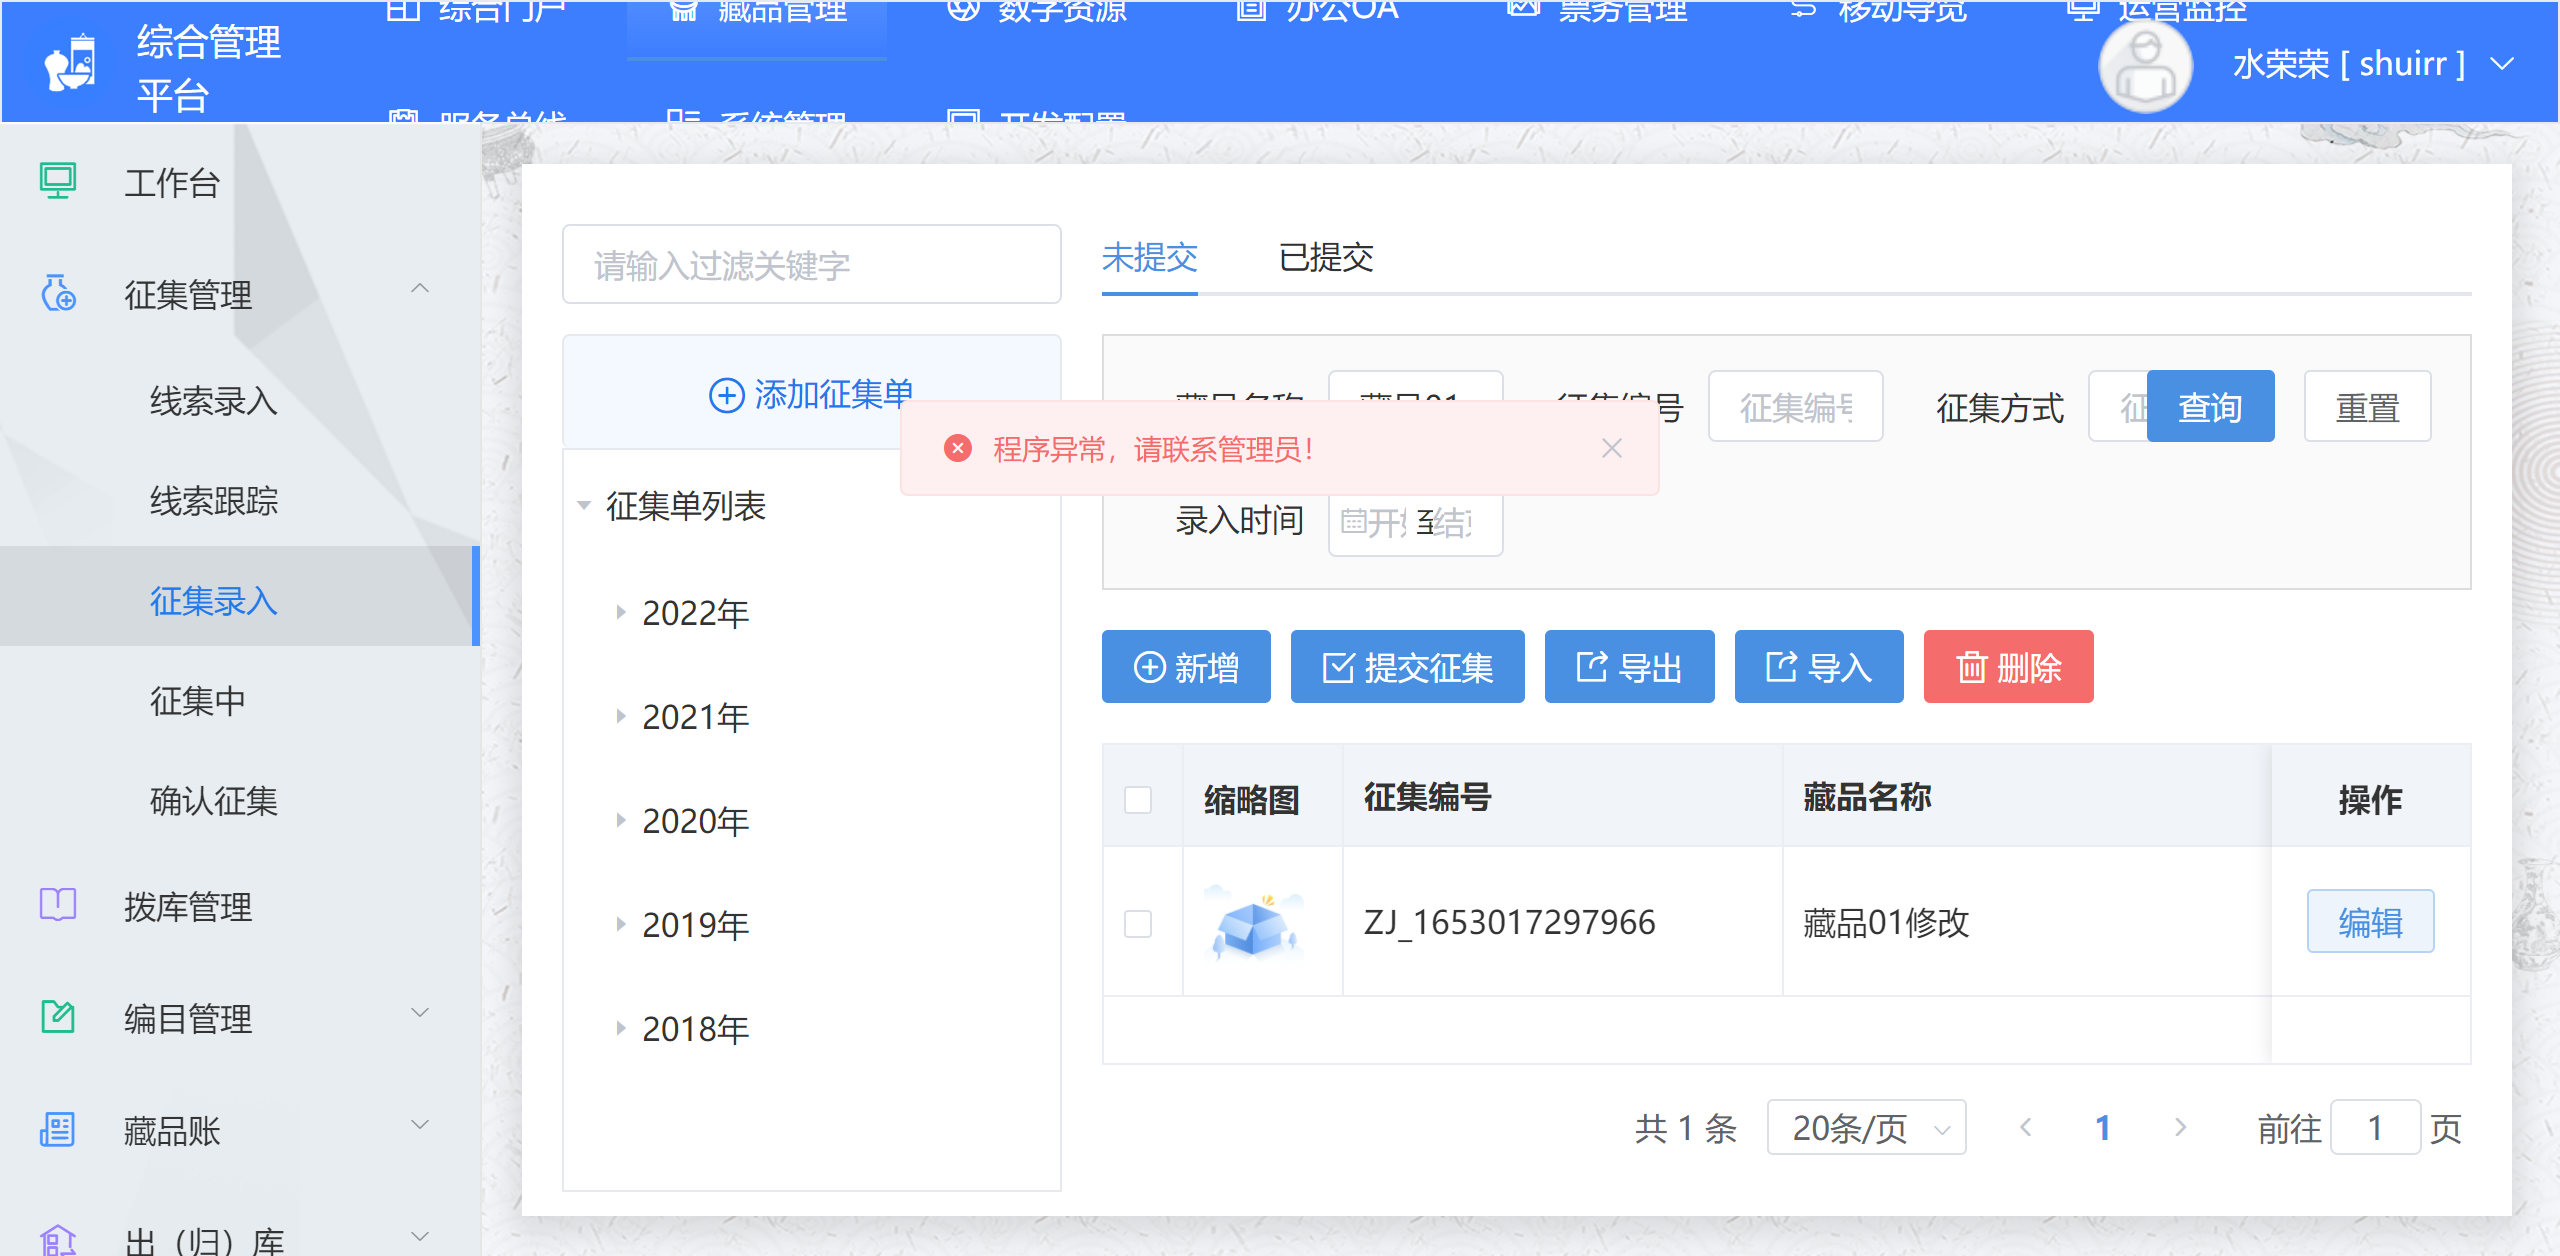 综合门户
藏品管理
数字资源
办公OA
票务管理
移动导览
运营监控
综合管理
平台
水荣荣 [ shuirr ]
服务总线
系统管理
开发配置
工作台
征集管理
线索录入
线索跟踪
征集录入
征集中
确认征集
拨库管理
编目管理
藏品账
出（归）库
请输入过滤关键字
添加征集单
征集单列表
2022年
2021年
2020年
2019年
2018年
未提交
已提交
藏品名称
藏品01
征集编号
征集编号
征集方式
征
查询
重置
程序异常，请联系管理员！
录入时间
开 至 结
新增
提交征集
导出
导入
删除
缩略图
征集编号
藏品名称
操作
ZJ_1653017297966
藏品01修改
编辑
共 1 条
20条/页
1
前往 1 页